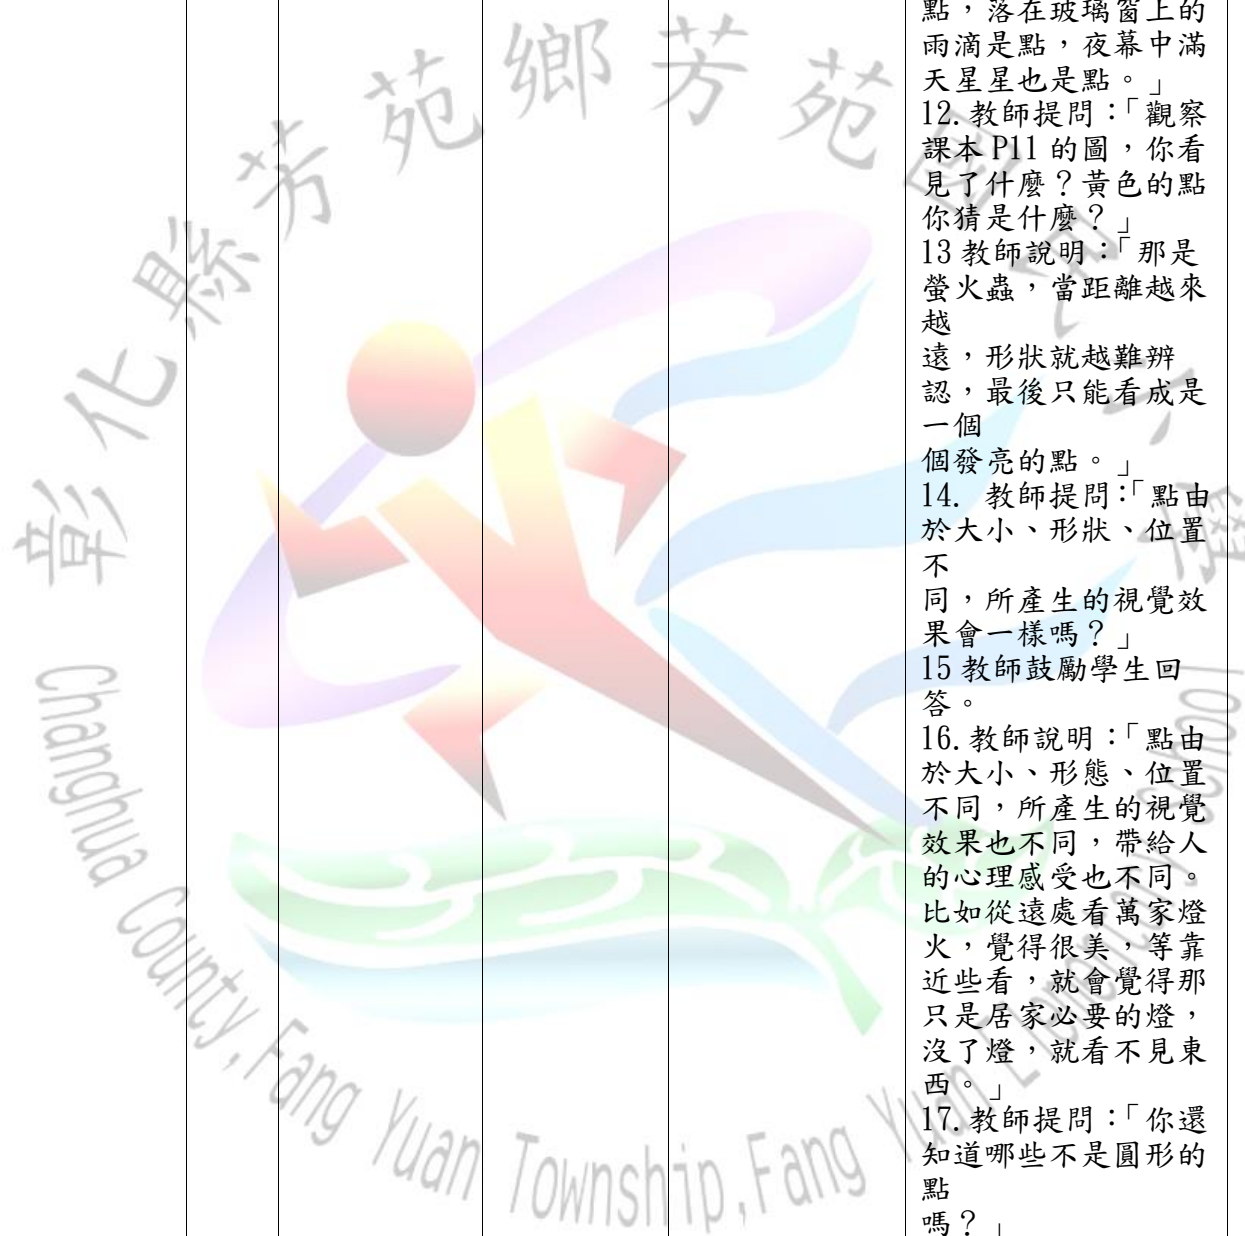 彰化縣芳苑鄉芳苑國民小學
Changhua County, Fang Yuan Township, Fang Yuan Elementary School
點，落在玻璃窗上的
雨滴是點，夜幕中滿
天星星也是點。」
12.教師提問：「觀察
課本 P11 的圖，你看
見了什麼？黃色的點
你猜是什麼？」
13 教師說明：「那是
螢火蟲，當距離越來
越
遠，形狀就越難辨
認，最後只能看成是
一個
個發亮的點。」
14. 教師提問：「點由
於大小、形狀、位置
不
同，所產生的視覺效
果會一樣嗎？」
15 教師鼓勵學生回
答。
16.教師說明：「點由
於大小、形態、位置
不同，所產生的視覺
效果也不同，帶給人
的心理感受也不同。
比如從遠處看萬家燈
火，覺得很美，等靠
近些看，就會覺得那
只是居家必要的燈，
沒了燈，就看不見東
西。」
17.教師提問：「你還
知道哪些不是圓形的
點
嗎？」